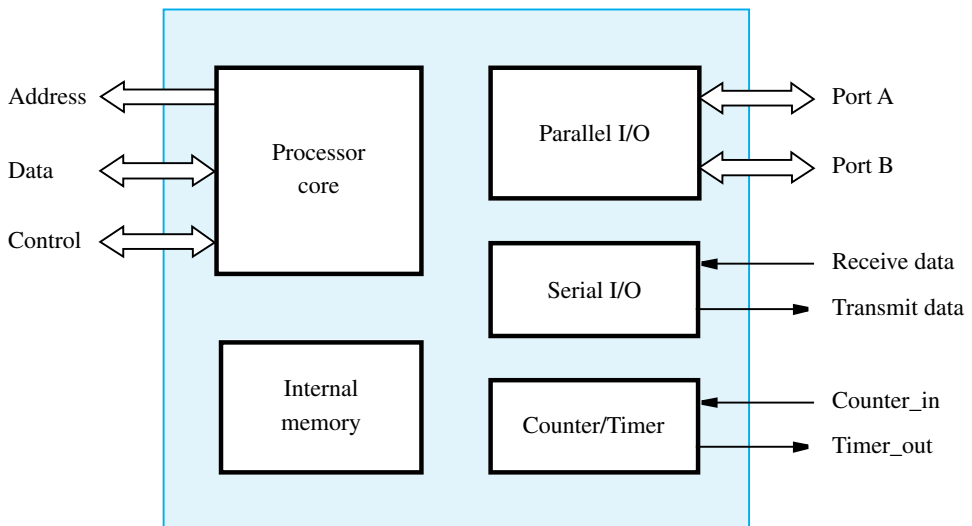 Address
Data
Control
Processor
core
Internal
memory
Parallel I/O
Serial I/O
Counter/Timer
Port A
Port B
Receive data
Transmit data
Counter_in
Timer_out